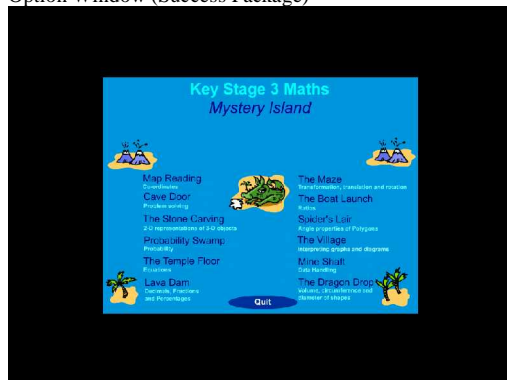 Option Window (Success Package)
Key Stage 3 Maths
Mystery Island
Map Reading
Co-ordinates
Cave Door
Problem solving
The Stone Carving
2-D representations of 3-D objects
Probability Swamp
Probability
The Temple Floor
Equations
Lava Dam
Decimals, Fractions
and Percentages
The Maze
Transformation, translation and rotation
The Boat Launch
Ratios
Spider's Lair
Angle properties of Polygons
The Village
Interpreting graphs and diagrams
Mine Shaft
Data Handling
The Dragon Drop
Volume, circumference and
diameter of shapes
Quit